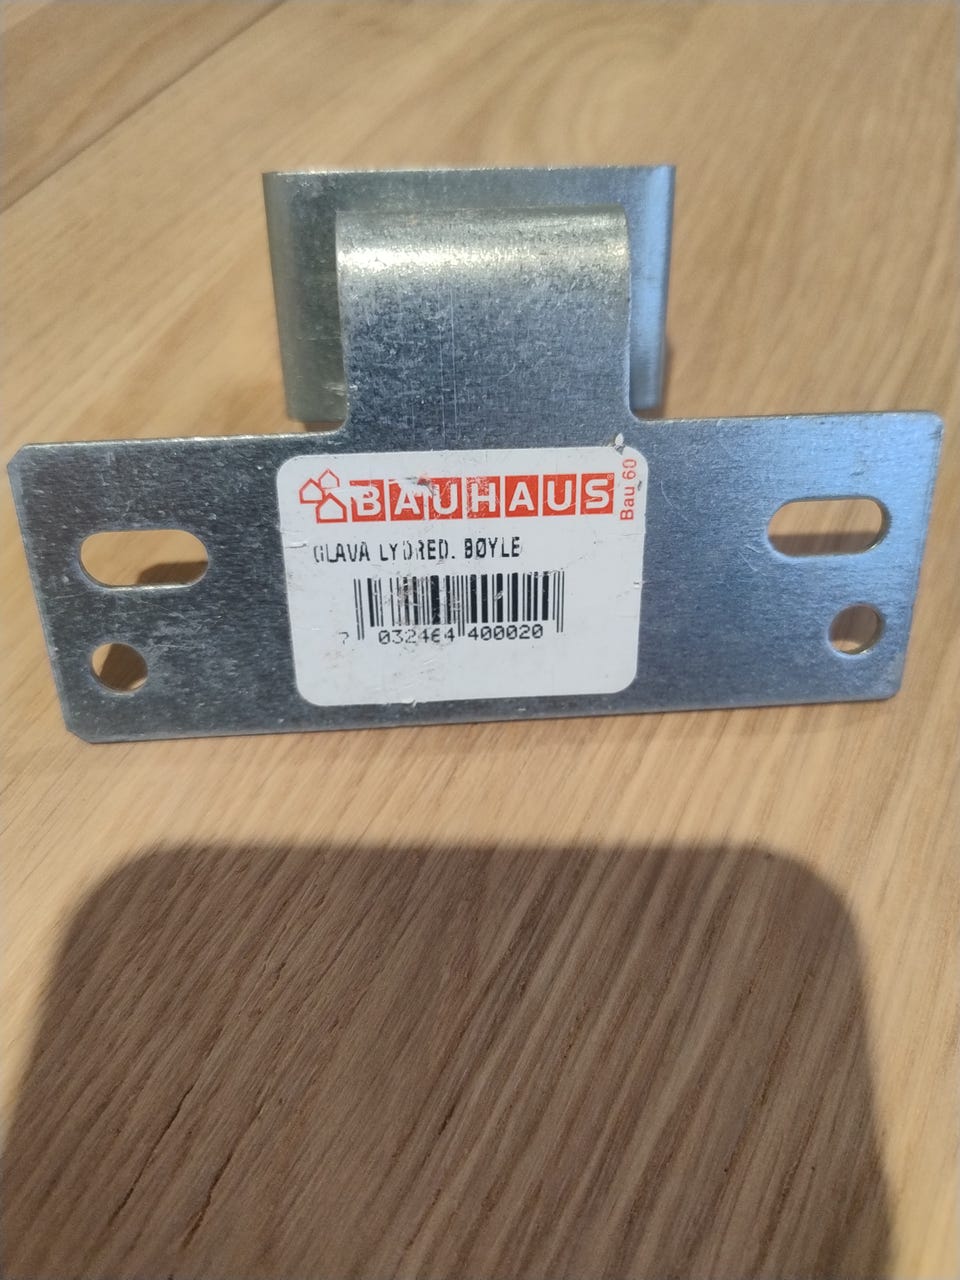 BAUHAUS
Bau 60
GLAVA LYDRED. BØYLE
7 032464 400020